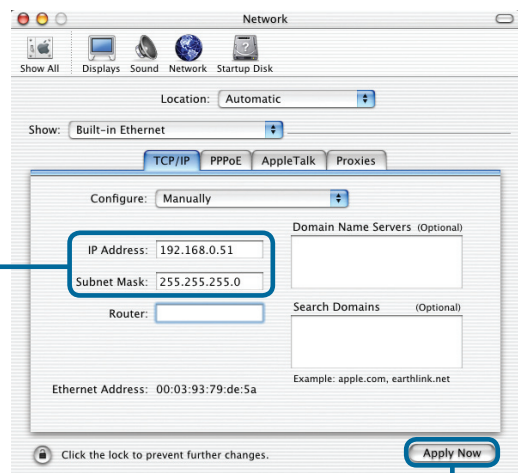 Network
Show All Displays Sound Network Startup Disk
Location: Automatic
Show: Built-in Ethernet
TCP/IP PPPoE AppleTalk Proxies
Configure: Manually
Domain Name Servers (Optional)
IP Address: 192.168.0.51
Subnet Mask: 255.255.255.0
Router:
Search Domains (Optional)
Example: apple.com, earthlink.net
Ethernet Address: 00:03:93:79:de:5a
Click the lock to prevent further changes.
Apply Now